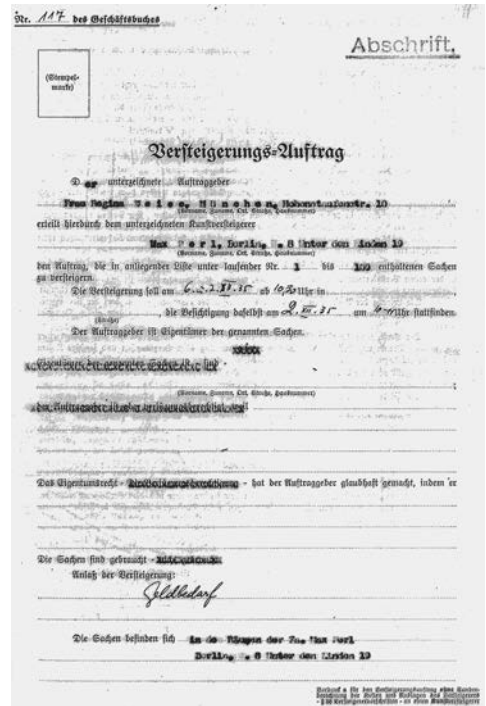 Nr. 117 des Geschäftsbuches
Abschrift.
(Stempel-
marke)
Versteigerungs-Auftrag
D er unterzeichnete Auftraggeber
Frau Regina W e i s s, M ü n c h e n, Hohenstaufenstr. 10
(Vorname, Zuname, Ort, Straße, Hausnummer)
erteilt hierdurch dem unterzeichneten Kunstversteigerer
Max P e r l, Berlin, W. 8 Unter den Linden 19
(Vorname, Zuname, Ort, Straße, Hausnummer)
den Auftrag, die in anliegender Liste unter laufender Nr. 1 bis 100 enthaltenen Sachen
zu versteigern.
Die Versteigerung soll am ab Uhr in
, die Besichtigung daselbst am um Uhr stattfinden.
(Straße)
Der Auftraggeber ist Eigentümer der genannten Sachen.
(Vorname, Zuname, Ort, Straße, Hausnummer)
Das Eigentumsrecht - - hat der Auftraggeber glaubhaft gemacht, indem er
Die Sachen sind gebraucht -
Anlaß der Versteigerung:
Geldbedarf
Die Sachen befinden sich in den Räumen der Fa. Max Perl
Berlin, W. 8 Unter den Linden 19